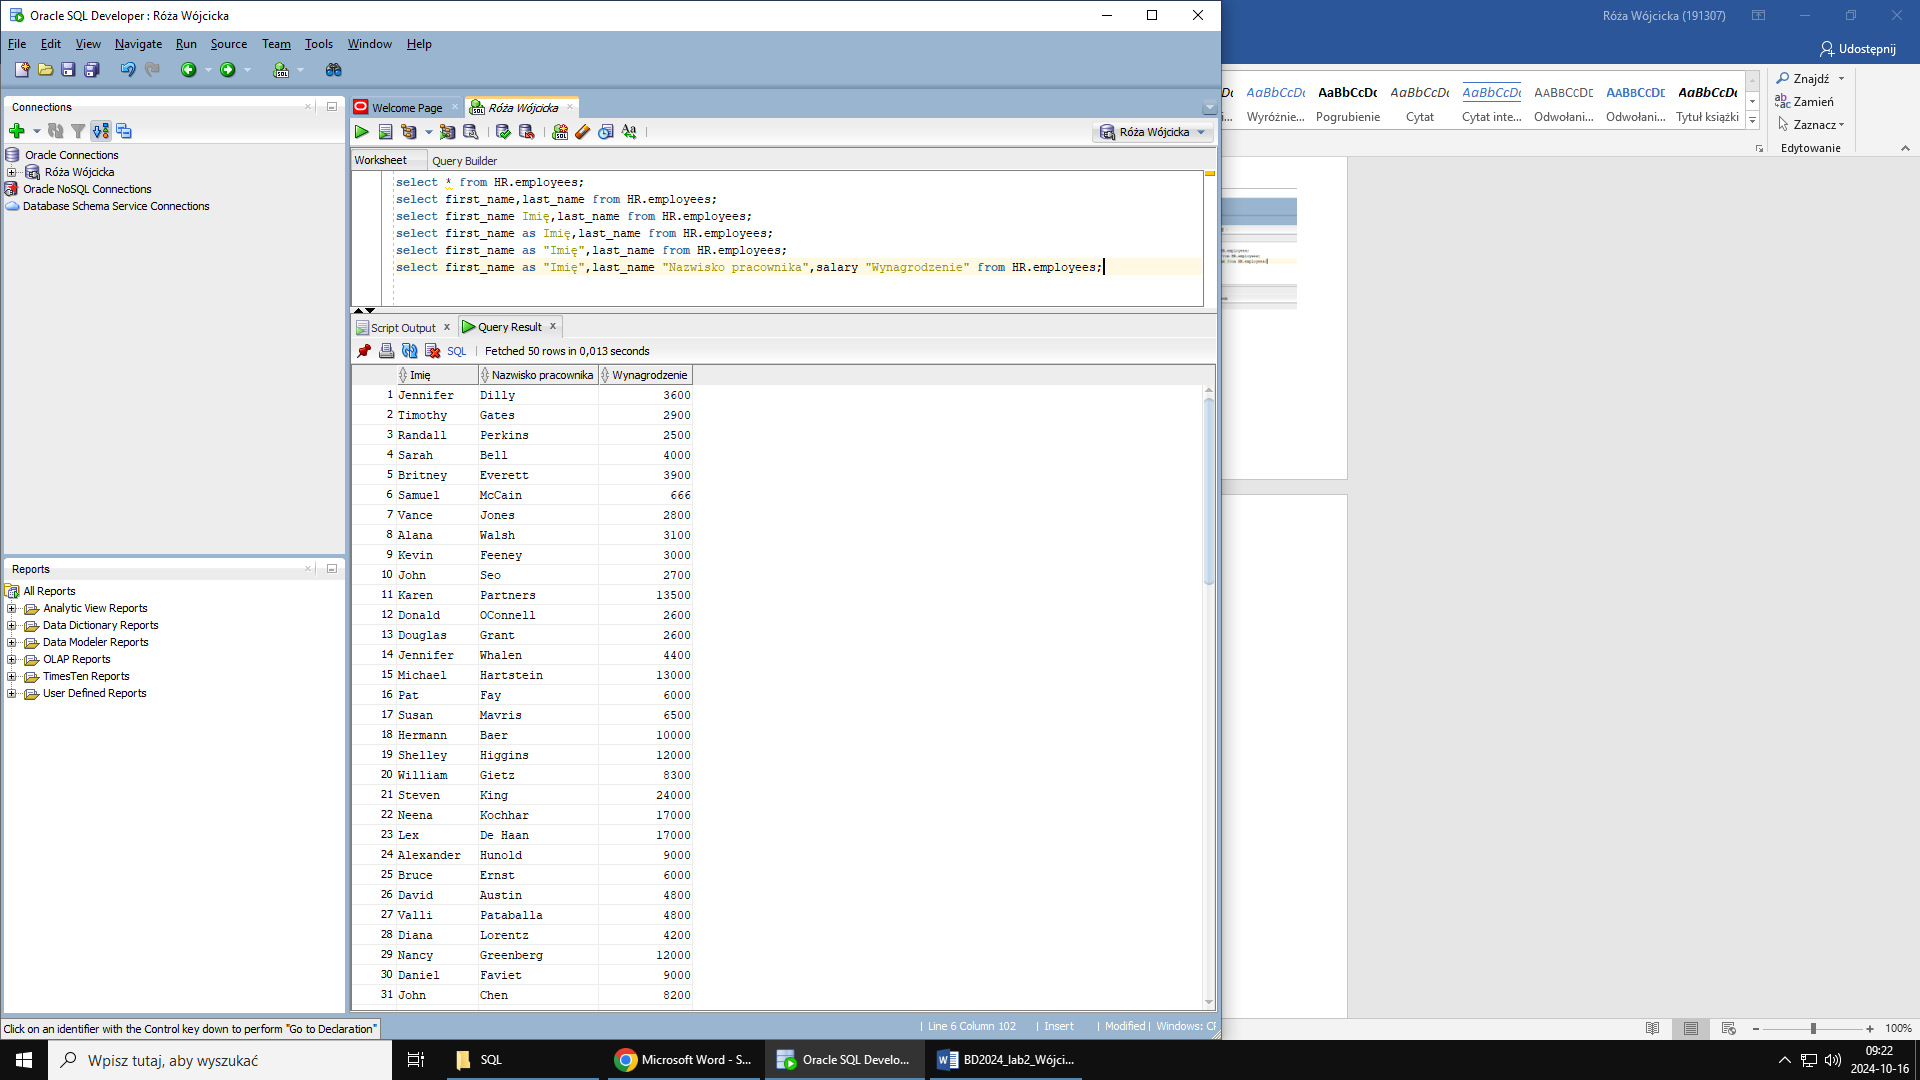 Oracle SQL Developer : Róża Wójcicka
File Edit View Navigate Run Source Team Tools Window Help
Connections
Oracle Connections
Róża Wójcicka
Oracle NoSQL Connections
Database Schema Service Connections
Reports
All Reports
Analytic View Reports
Data Dictionary Reports
Data Modeler Reports
OLAP Reports
TimesTen Reports
User Defined Reports
Welcome Page
Róża Wójcicka
Róża Wójcicka
Worksheet Query Builder
select * from HR.employees;
select first_name,last_name from HR.employees;
select first_name Imię,last_name from HR.employees;
select first_name as Imię,last_name from HR.employees;
select first_name as "Imię",last_name from HR.employees;
select first_name as "Imię",last_name "Nazwisko pracownika",salary "Wynagrodzenie" from HR.employees;
Script Output x Query Result x
SQL | Fetched 50 rows in 0,013 seconds
Imię Nazwisko pracownika Wynagrodzenie
1 Jennifer Dilly 3600
2 Timothy Gates 2900
3 Randall Perkins 2500
4 Sarah Bell 4000
5 Britney Everett 3900
6 Samuel McCain 666
7 Vance Jones 2800
8 Alana Walsh 3100
9 Kevin Feeney 3000
10 John Seo 2700
11 Karen Partners 13500
12 Donald OConnell 2600
13 Douglas Grant 2600
14 Jennifer Whalen 4400
15 Michael Hartstein 13000
16 Pat Fay 6000
17 Susan Mavris 6500
18 Hermann Baer 10000
19 Shelley Higgins 12000
20 William Gietz 8300
21 Steven King 24000
22 Neena Kochhar 17000
23 Lex De Haan 17000
24 Alexander Hunold 9000
25 Bruce Ernst 6000
26 David Austin 4800
27 Valli Pataballa 4800
28 Diana Lorentz 4200
29 Nancy Greenberg 12000
30 Daniel Faviet 9000
31 John Chen 8200
Click on an identifier with the Control key down to perform "Go to Declaration"
| Line 6 Column 102 | Insert | Modified | Windows: CF
Róża Wójcicka (191307)
Udostępnij
AaBbCcDc AaBbCcDc AaBbCcDc AaBbCcDc AABBCCDE AABBCCDE AaBbCcDc
Wyróżnie... Pogrubienie Cytat Cytat inte... Odwołani... Odwołani... Tytuł książki
Znajdź
Zamień
Zaznacz
Edytowanie
100%
Wpisz tutaj, aby wyszukać
SQL
Microsoft Word - S...
Oracle SQL Develo...
BD2024_lab2_Wójci...
09:22
2024-10-16